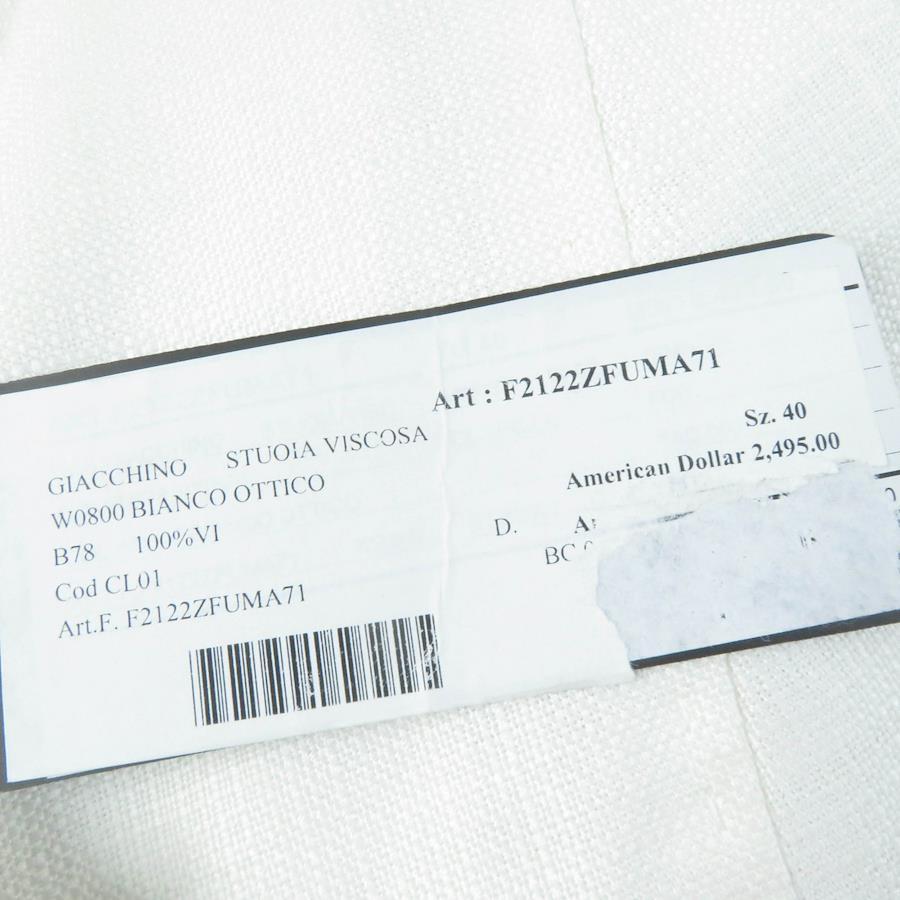 Art : F2122ZFUMA71
Sz. 40
American Dollar 2,495.00
GIACCHINO STUOIA VISCOSA
W0800 BIANCO OTTICO
B78 100%VI
Cod CL01
Art.F. F2122ZFUMA71
D.
BC